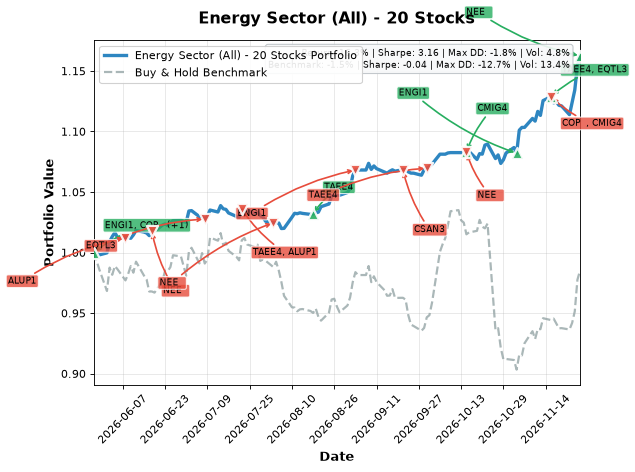 NEE
Energy Sector (All) - 20 Stocks
Energy Sector (All) - 20 Stocks Portfolio
Buy & Hold Benchmark
% | Sharpe: 3.16 | Max DD: -1.8% | Vol: 4.8%
| Sharpe: -0.04 | Max DD: -12.7% | Vol: 13.4%
EQTL3
ENGI1
CMIG4
COP , CMIG4
TAEE4
TAEE4
NEE
ENGI1
ENGI1, COP (+1)
CSAN3
EQTL3
TAEE4, ALUP1
ALUP1
NEE
NEE
Portfolio Value
1.15
1.10
1.05
1.00
0.95
0.90
2026-06-07
2026-06-23
2026-07-09
2026-07-25
2026-08-10
2026-08-26
2026-09-11
2026-09-27
2026-10-13
2026-10-29
2026-11-14
Date